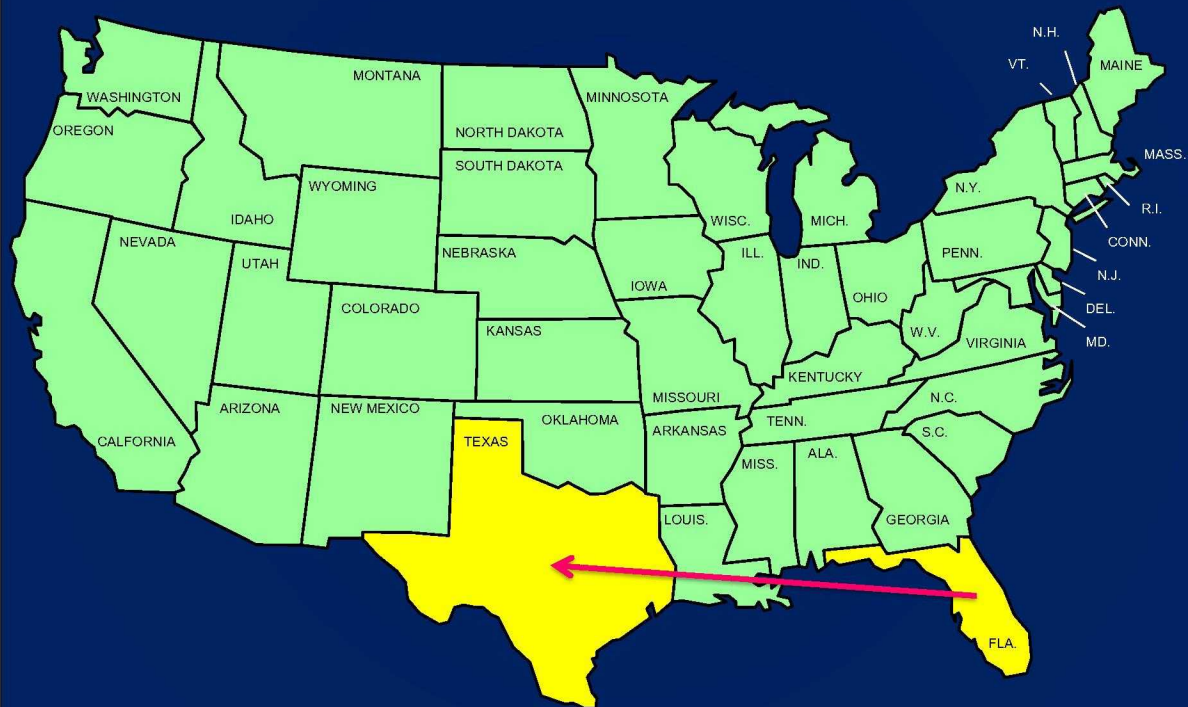 N.H.
VT.
MAINE
MONTANA
WASHINGTON
MINNOSOTA
OREGON
NORTH DAKOTA
SOUTH DAKOTA
MASS.
WYOMING
N.Y.
IDAHO
WISC.
MICH.
R.I.
NEVADA
CONN.
UTAH
NEBRASKA
ILL.
IND.
PENN.
N.J.
IOWA
OHIO
COLORADO
DEL.
KANSAS
W.V.
VIRGINIA
MD.
KENTUCKY
MISSOURI
N.C.
ARIZONA
NEW MEXICO
OKLAHOMA
TENN.
ARKANSAS
S.C.
CALFORNIA
TEXAS
MISS.
ALA.
LOUIS.
GEORGIA
FLA.